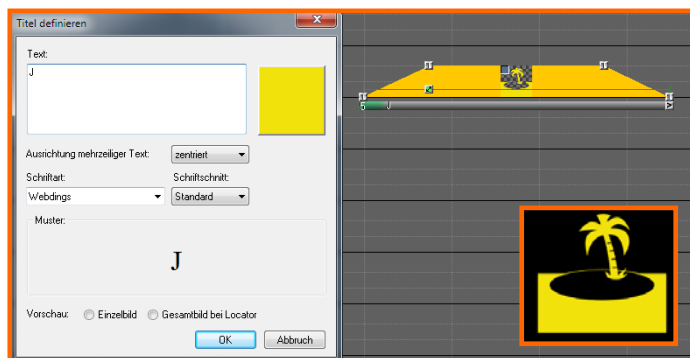 Titel definieren
Text:
J
Ausrichtung mehrzeiliger Text: zentriert
Schriftart: Schriftschnitt:
Webdings Standard
Muster:
J
Vorschau: Einzelbild Gesamtbild bei Locator
OK Abbruch
J